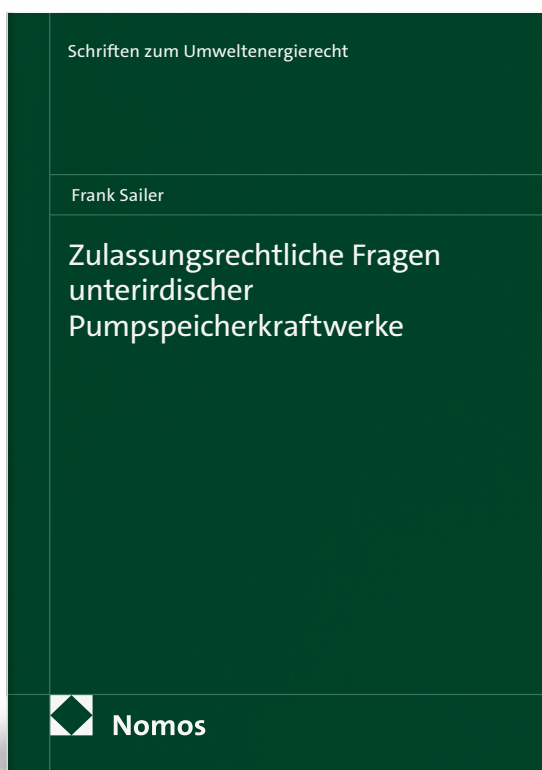 Schriften zum Umweltenergierecht
Frank Sailer
Zulassungsrechtliche Fragen
unterirdischer
Pumpspeicherkraftwerke
Nomos